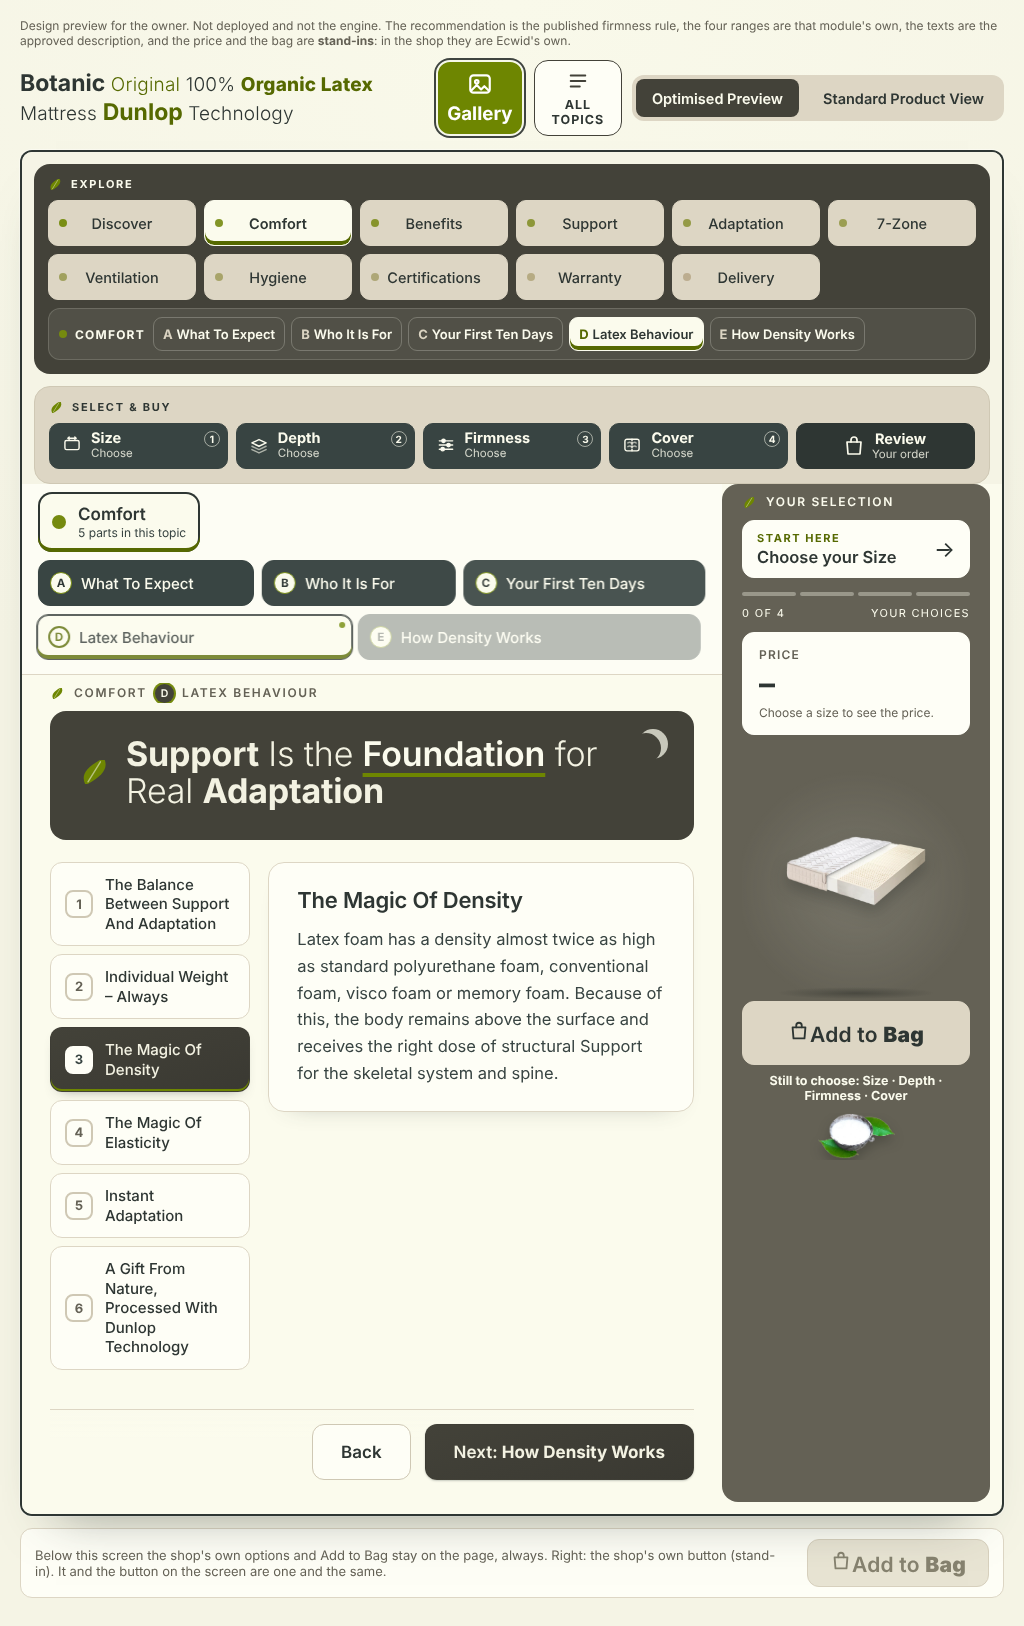 Design preview for the owner. Not deployed and not the engine. The recommendation is the published firmness rule, the four ranges are that module's own, the texts are the
approved description, and the price and the bag are stand-ins: in the shop they are Ecwid's own.
Botanic Original 100% Organic Latex
Mattress Dunlop Technology
Gallery
ALL
TOPICS
Optimised Preview
Standard Product View
EXPLORE
Discover
Comfort
Benefits
Support
Adaptation
7-Zone
Ventilation
Hygiene
Certifications
Warranty
Delivery
COMFORT
A What To Expect
B Who It Is For
C Your First Ten Days
D Latex Behaviour
E How Density Works
SELECT & BUY
Size
Choose
1
Depth
Choose
2
Firmness
Choose
3
Cover
Choose
4
Review
Your order
Comfort
5 parts in this topic
A What To Expect
B Who It Is For
C Your First Ten Days
D Latex Behaviour
E How Density Works
COMFORT D LATEX BEHAVIOUR
Support Is the Foundation for
Real Adaptation
1
The Balance
Between Support
And Adaptation
2
Individual Weight
– Always
3
The Magic Of
Density
4
The Magic Of
Elasticity
5
Instant
Adaptation
6
A Gift From
Nature,
Processed With
Dunlop
Technology
The Magic Of Density
Latex foam has a density almost twice as high
as standard polyurethane foam, conventional
foam, visco foam or memory foam. Because of
this, the body remains above the surface and
receives the right dose of structural Support
for the skeletal system and spine.
Back
Next: How Density Works
YOUR SELECTION
START HERE
Choose your Size
0 OF 4
YOUR CHOICES
PRICE
–
Choose a size to see the price.
Add to Bag
Still to choose: Size · Depth ·
Firmness · Cover
Below this screen the shop's own options and Add to Bag stay on the page, always. Right: the shop's own button (stand-
in). It and the button on the screen are one and the same.
Add to Bag